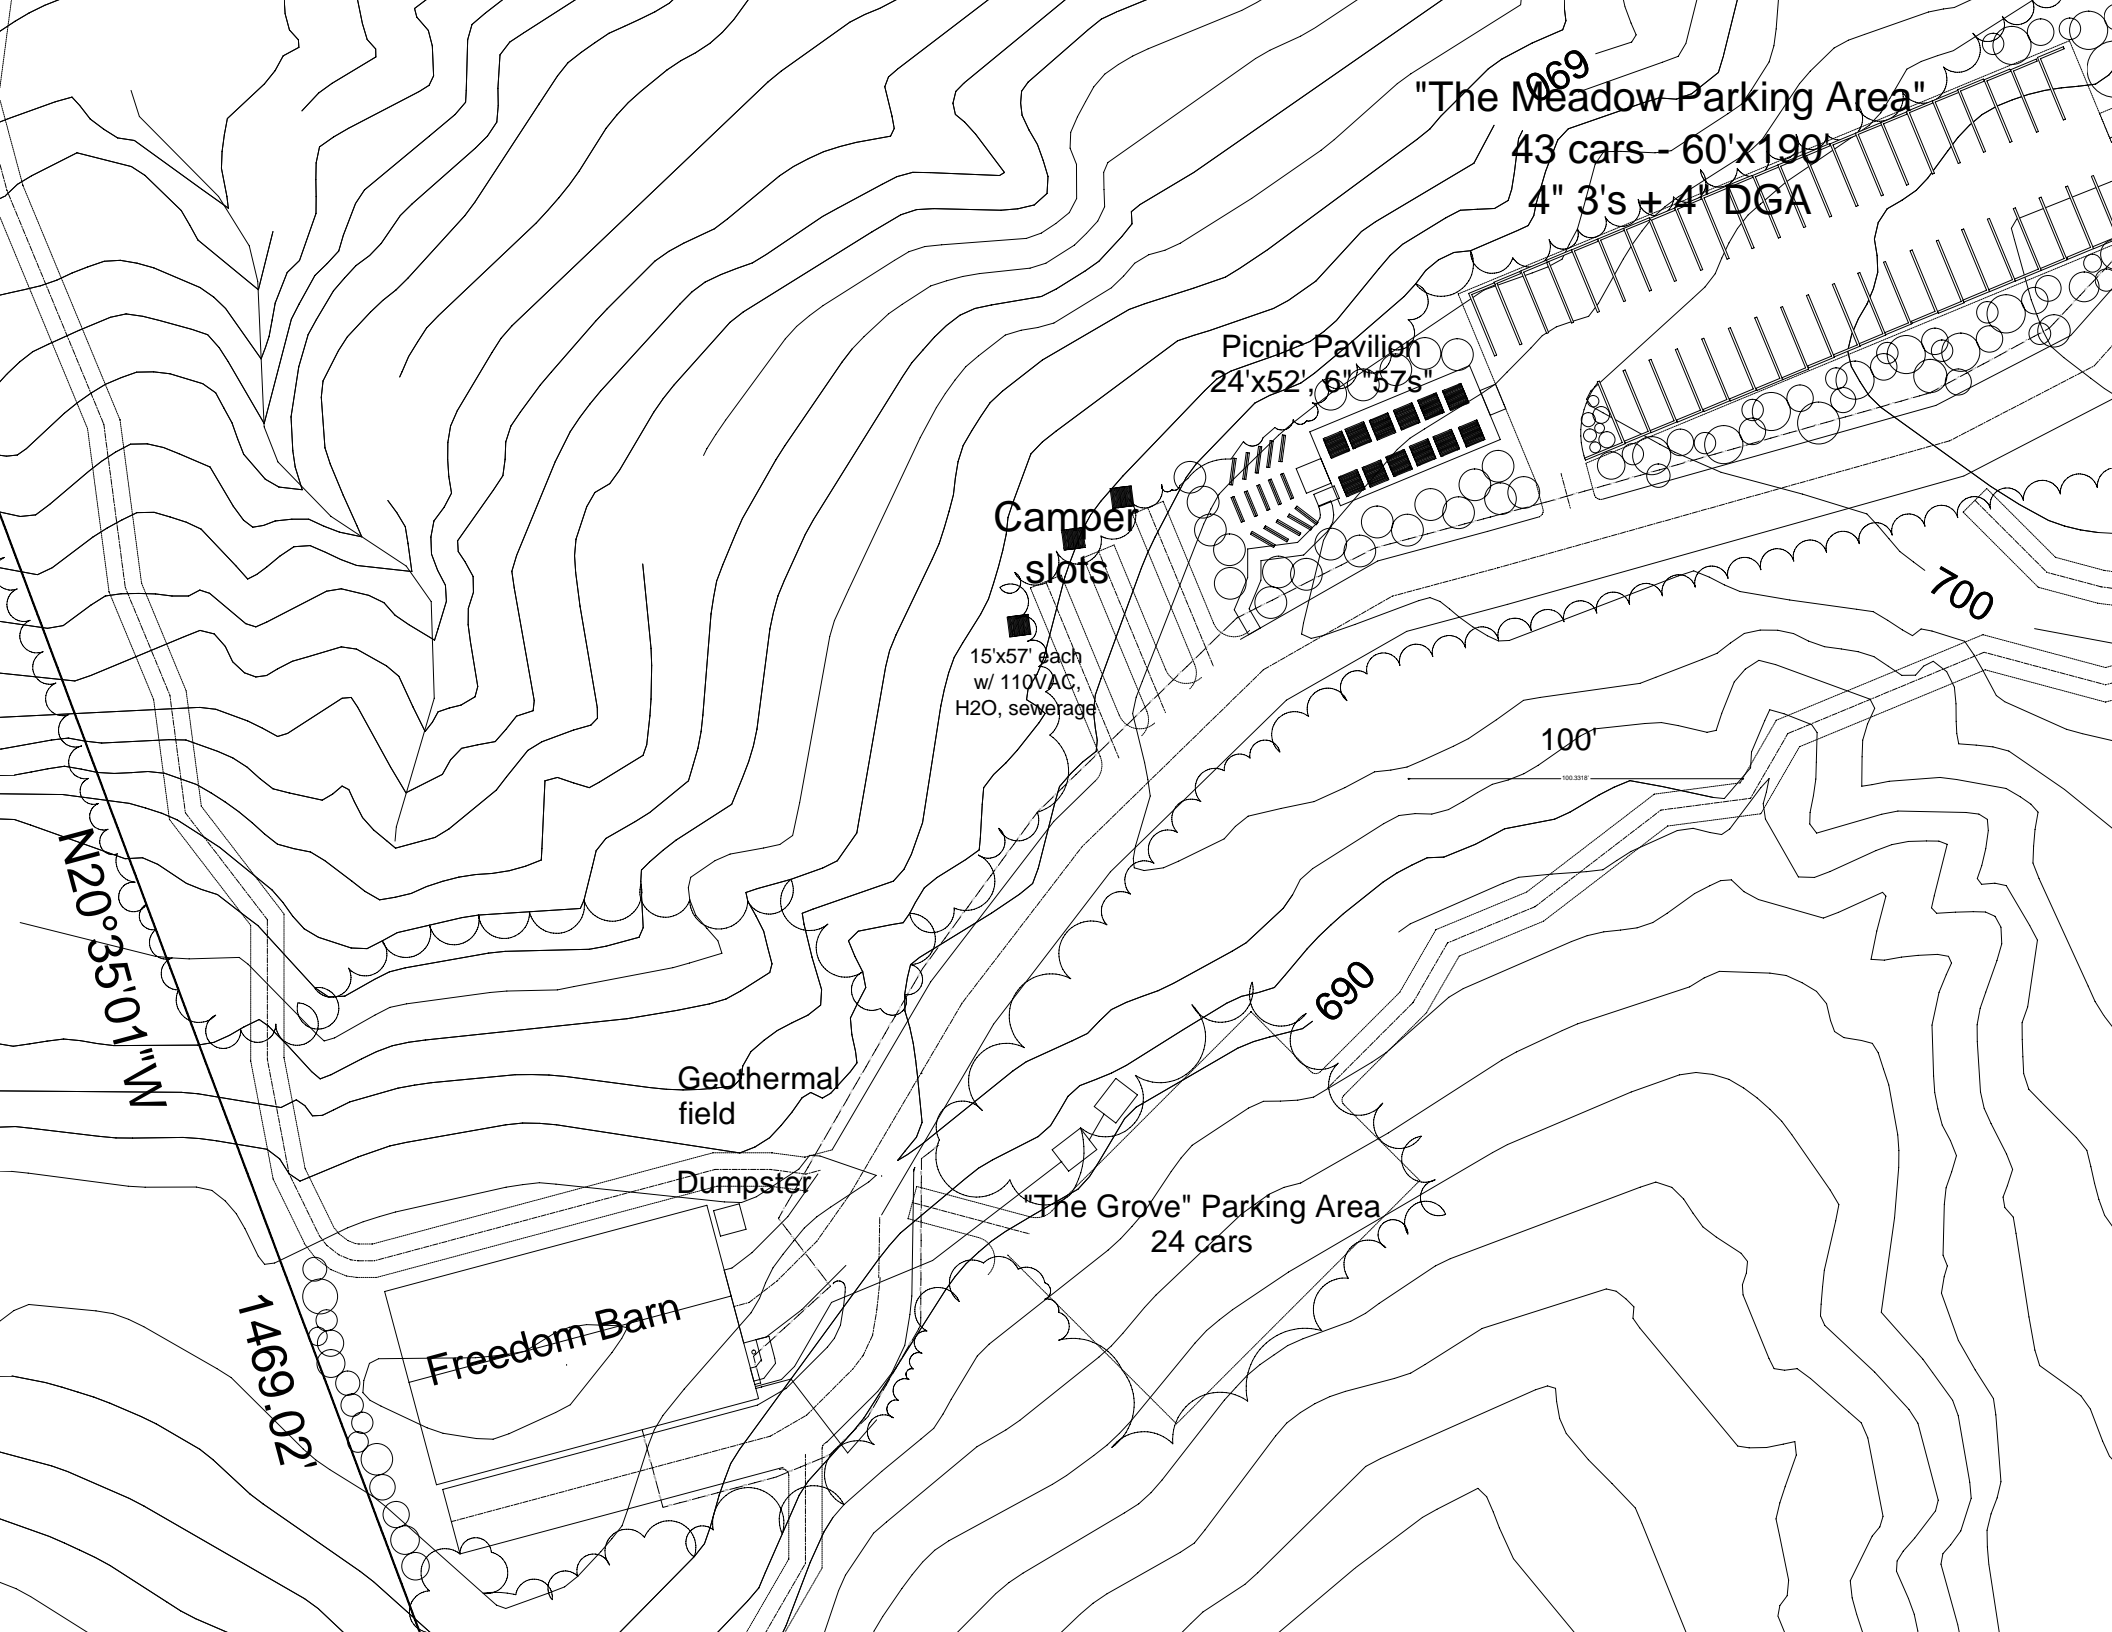 690
"The Meadow Parking Area"
43 cars - 60'x190'
4" 3's + 4" DGA
Picnic Pavilion
24'x52', 6" "57s"
Camper
slots
15'x57' each
w/ 110VAC,
H2O, sewerage
700
100'
100.3318'
N20°35'01"W
690
Geothermal
field
Dumpster
"The Grove" Parking Area
24 cars
Freedom Barn
1469.02'